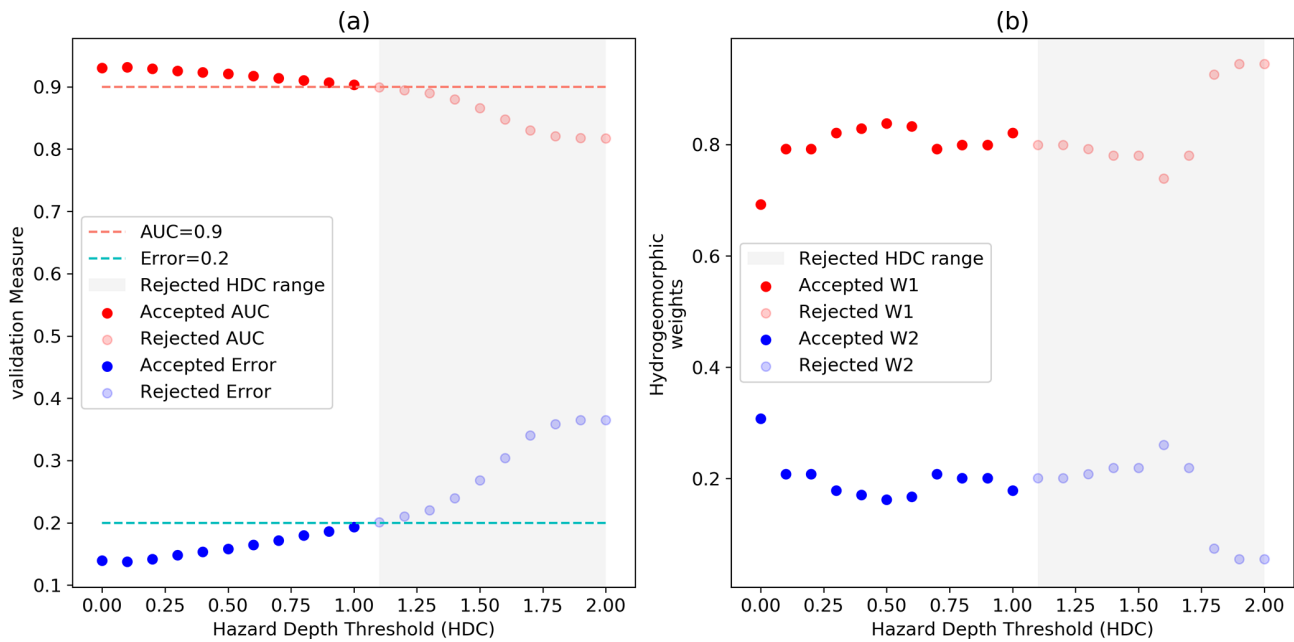 (a)
validation Measure
0.9
0.8
0.7
0.6
0.5
0.4
0.3
0.2
0.1
AUC=0.9
Error=0.2
Rejected HDC range
Accepted AUC
Rejected AUC
Accepted Error
Rejected Error
0.00 0.25 0.50 0.75 1.00 1.25 1.50 1.75 2.00
Hazard Depth Threshold (HDC)
(b)
Hydrogeomorphic
weights
0.8
0.6
0.4
0.2
Rejected HDC range
Accepted W1
Rejected W1
Accepted W2
Rejected W2
0.00 0.25 0.50 0.75 1.00 1.25 1.50 1.75 2.00
Hazard Depth Threshold (HDC)